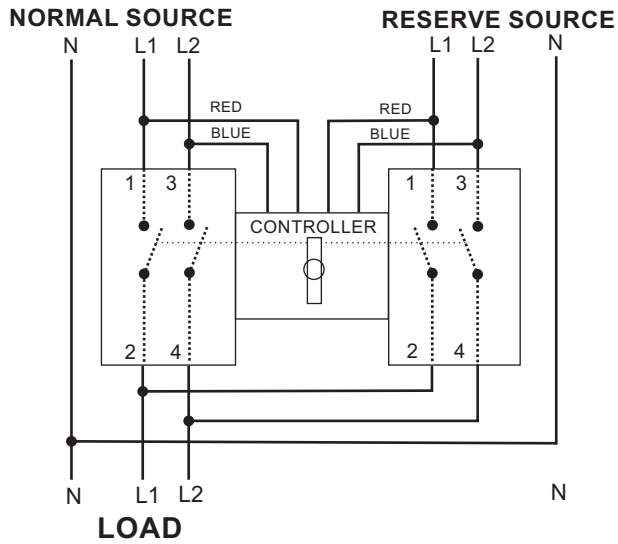 NORMAL SOURCE
RESERVE SOURCE
N L1 L2
L1 L2 N
RED
RED
BLUE
BLUE
1 3
1 3
CONTROLLER
2 4
2 4
N L1 L2
N
LOAD